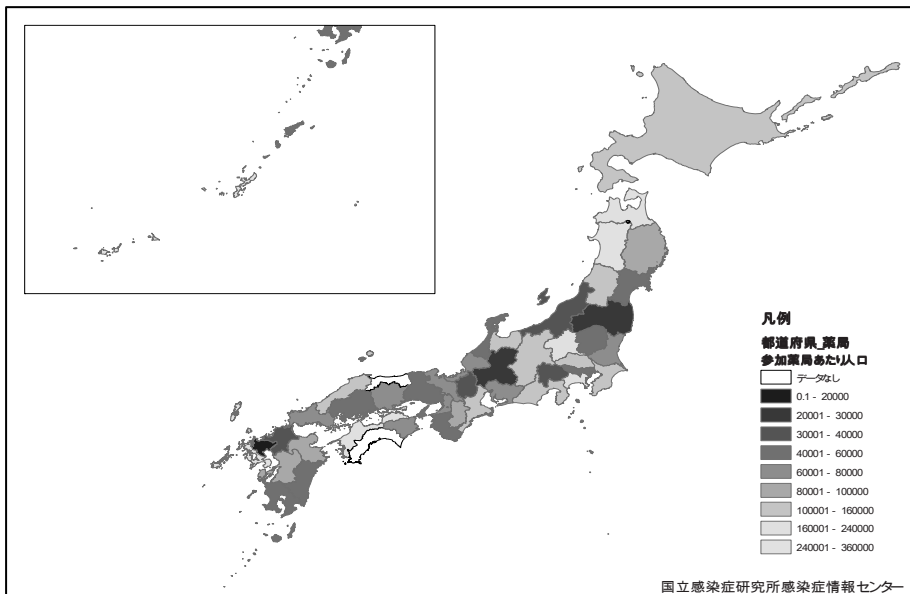 凡例
都道府県_薬局
参加薬局あたり人口
データなし
0.1 - 20000
20001 - 30000
30001 - 40000
40001 - 60000
60001 - 80000
80001 - 100000
100001 - 160000
160001 - 240000
240001 - 360000
国立感染症研究所感染症情報センター